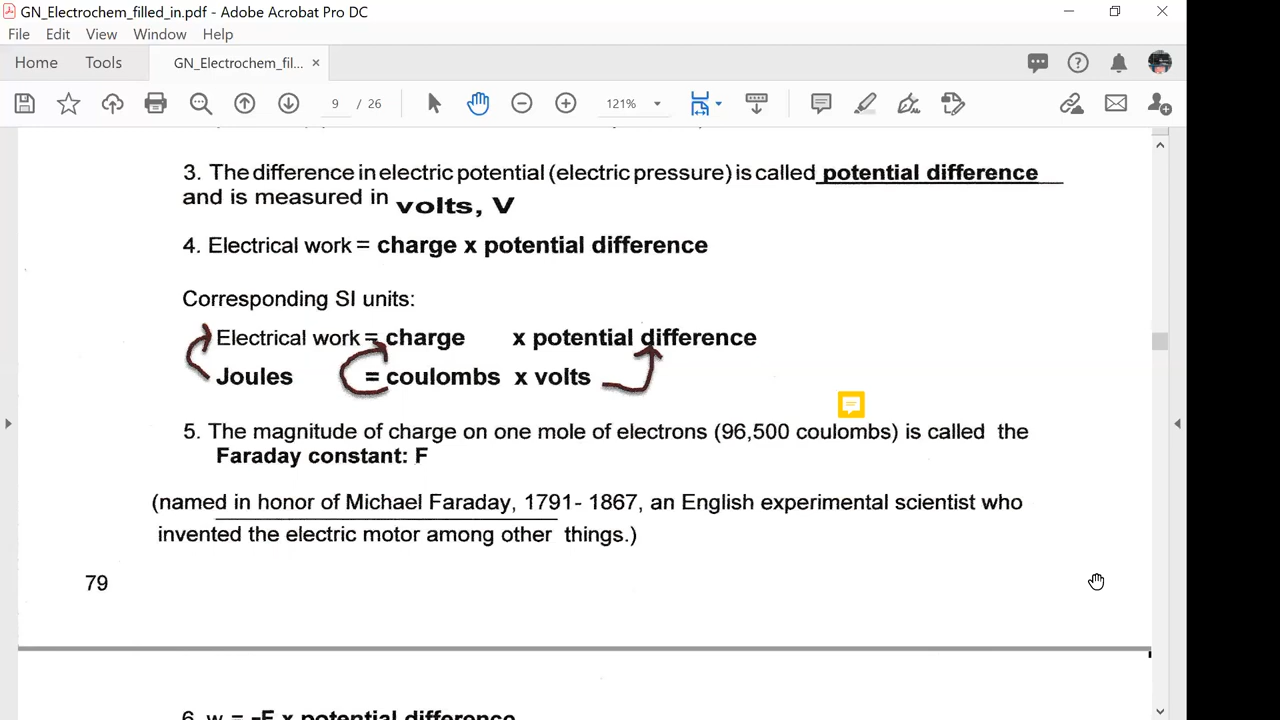 GN_Electrochem_filled_in.pdf - Adobe Acrobat Pro DC
File Edit View Window Help
Home Tools GN_Electrochem_fil... ×
9 / 26 121%
3. The difference in electric potential (electric pressure) is called potential difference
and is measured in volts, V
4. Electrical work = charge x potential difference
Corresponding SI units:
Electrical work = charge x potential difference
Joules = coulombs x volts
5. The magnitude of charge on one mole of electrons (96,500 coulombs) is called the
Faraday constant: F
(named in honor of Michael Faraday, 1791- 1867, an English experimental scientist who
invented the electric motor among other things.)
79
6. w = -F x potential difference